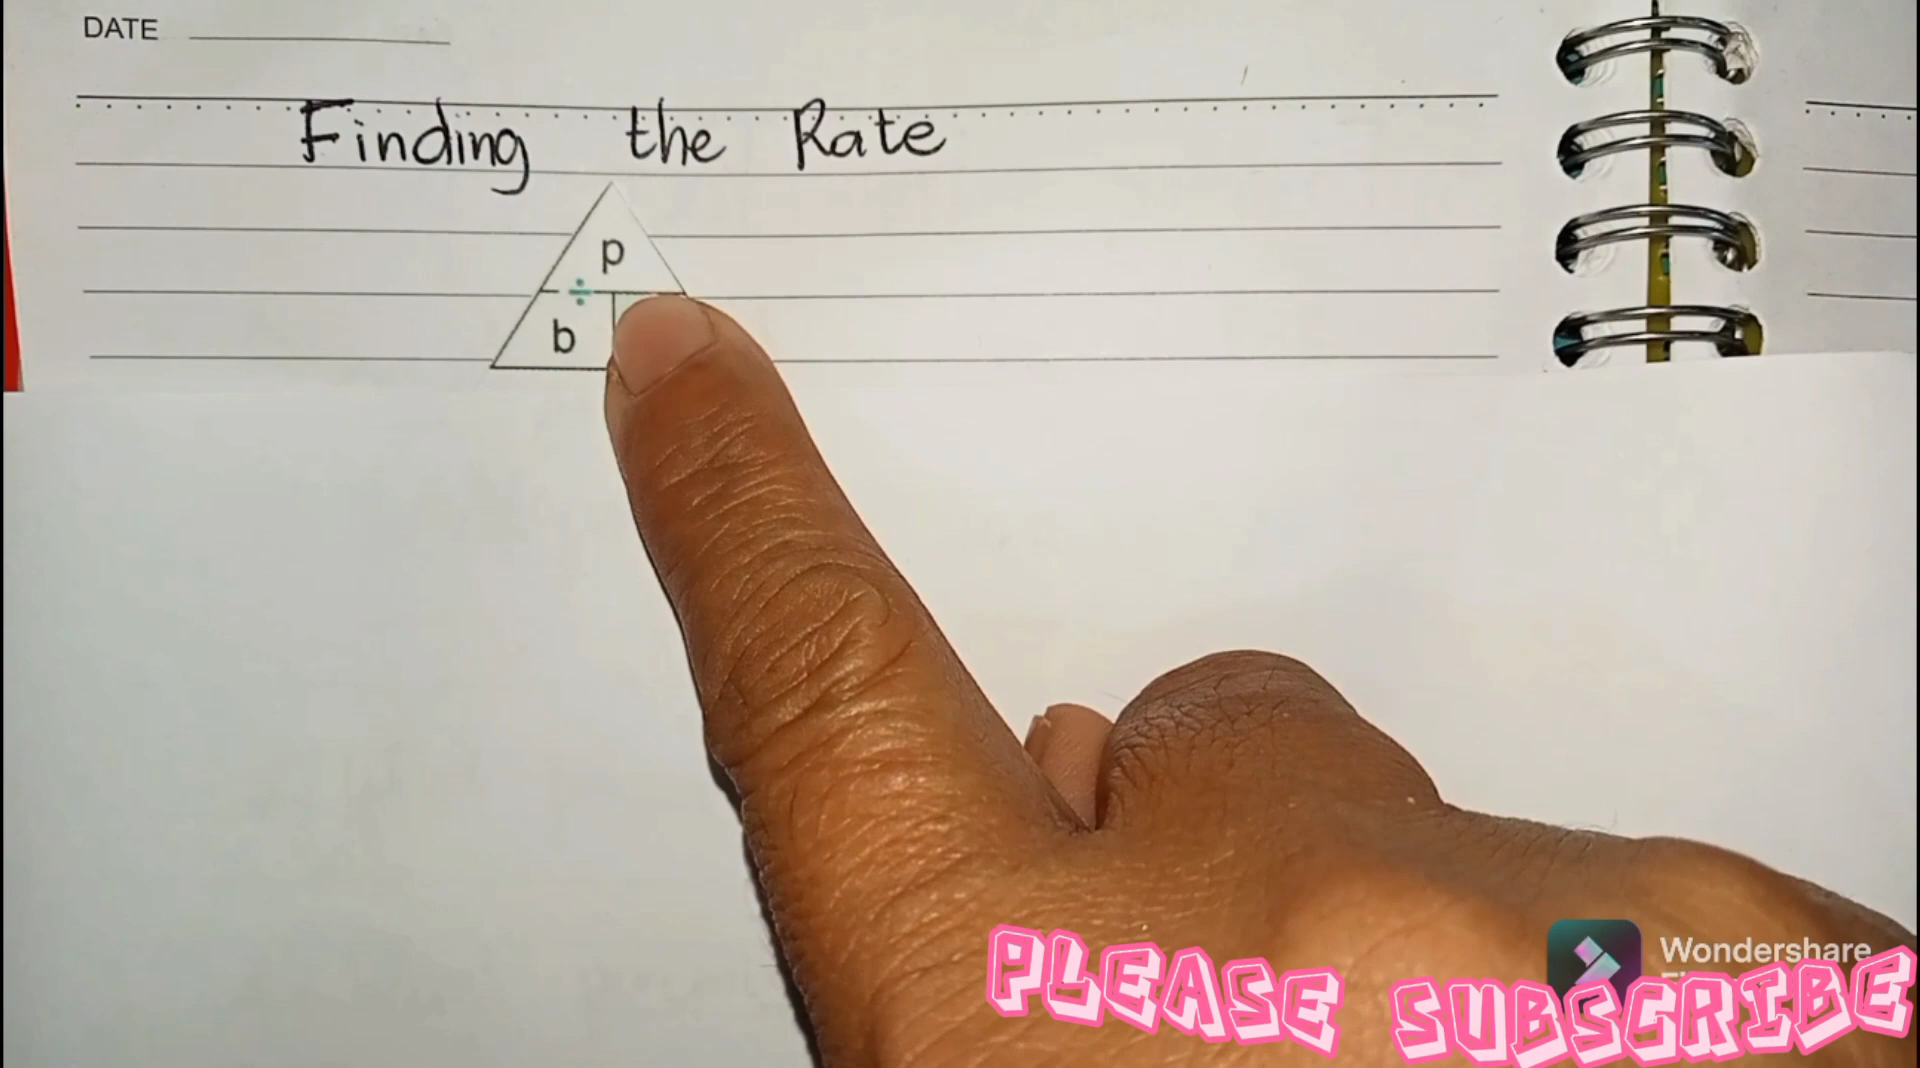 DATE
Finding the Rate
p
÷
b
Wondershare
PLEASE SUBSCRIBE